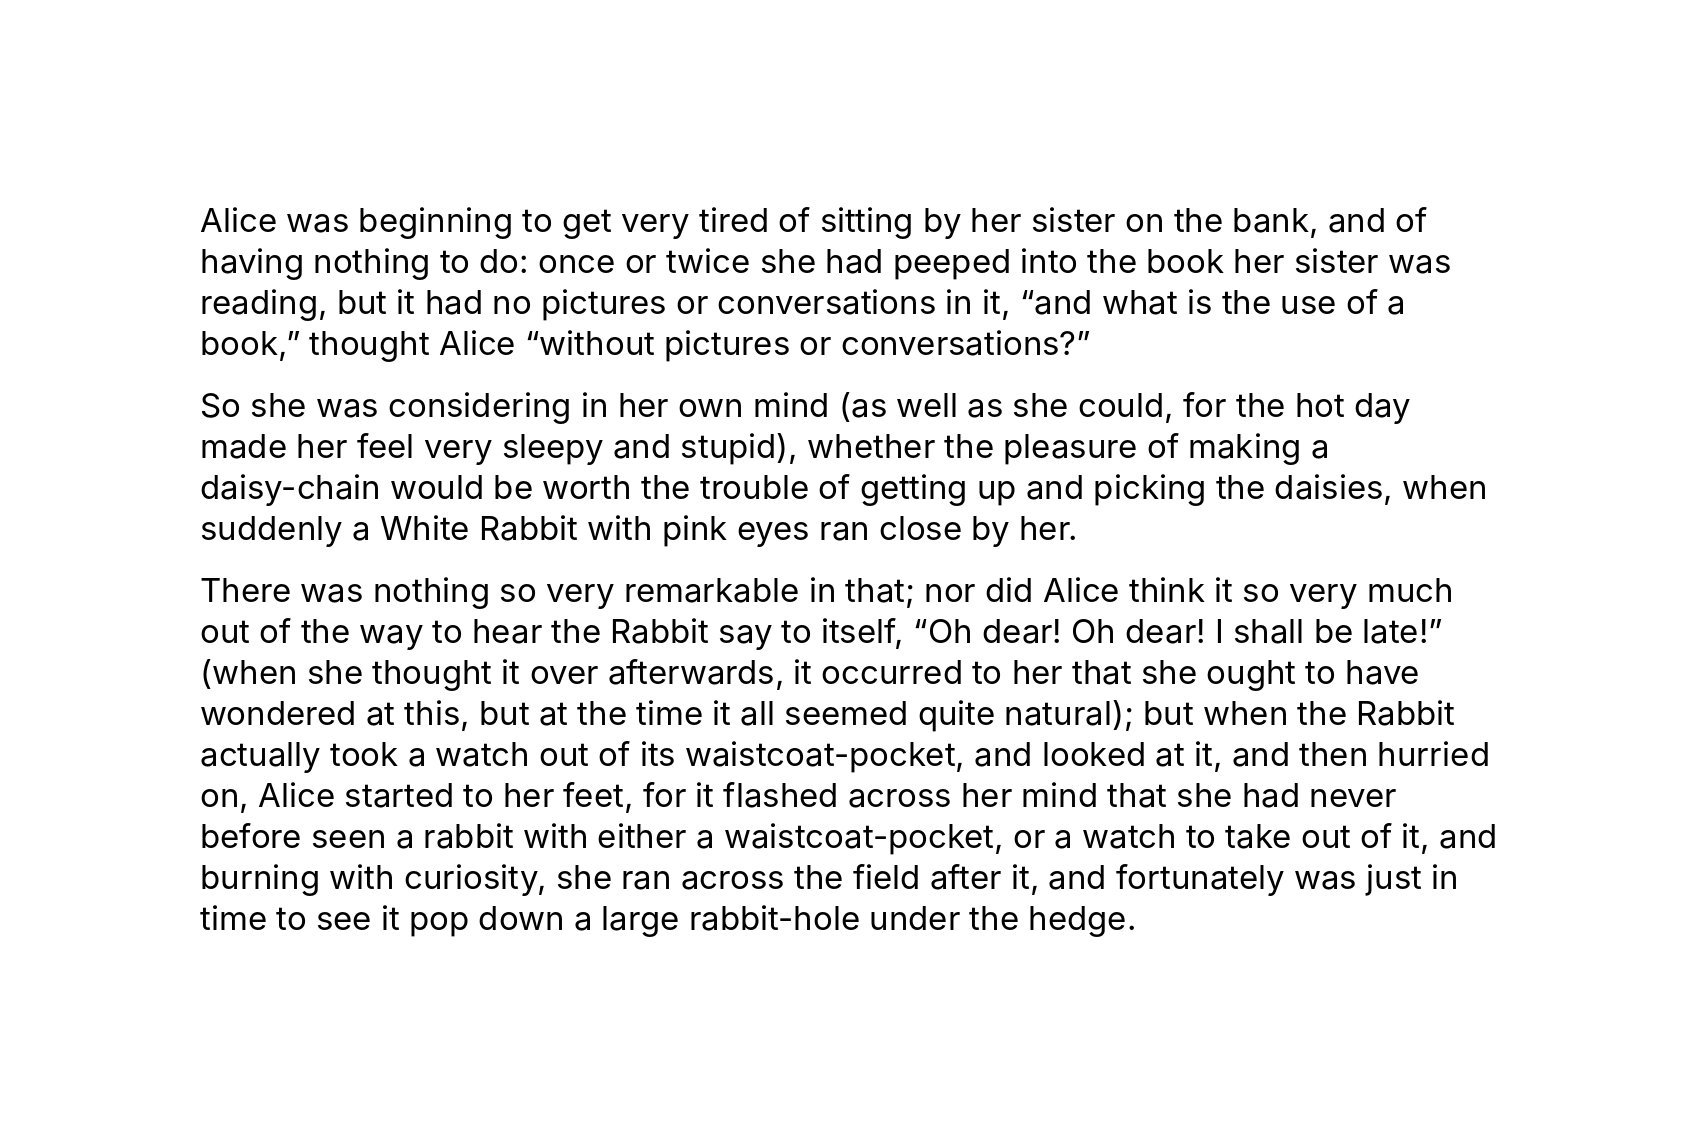 Alice was beginning to get very tired of sitting by her sister on the bank, and of
having nothing to do: once or twice she had peeped into the book her sister was
reading, but it had no pictures or conversations in it, “and what is the use of a
book,” thought Alice “without pictures or conversations?”
So she was considering in her own mind (as well as she could, for the hot day
made her feel very sleepy and stupid), whether the pleasure of making a
daisy-chain would be worth the trouble of getting up and picking the daisies, when
suddenly a White Rabbit with pink eyes ran close by her.
There was nothing so very remarkable in that; nor did Alice think it so very much
out of the way to hear the Rabbit say to itself, “Oh dear! Oh dear! I shall be late!”
(when she thought it over afterwards, it occurred to her that she ought to have
wondered at this, but at the time it all seemed quite natural); but when the Rabbit
actually took a watch out of its waistcoat-pocket, and looked at it, and then hurried
on, Alice started to her feet, for it flashed across her mind that she had never
before seen a rabbit with either a waistcoat-pocket, or a watch to take out of it, and
burning with curiosity, she ran across the field after it, and fortunately was just in
time to see it pop down a large rabbit-hole under the hedge.